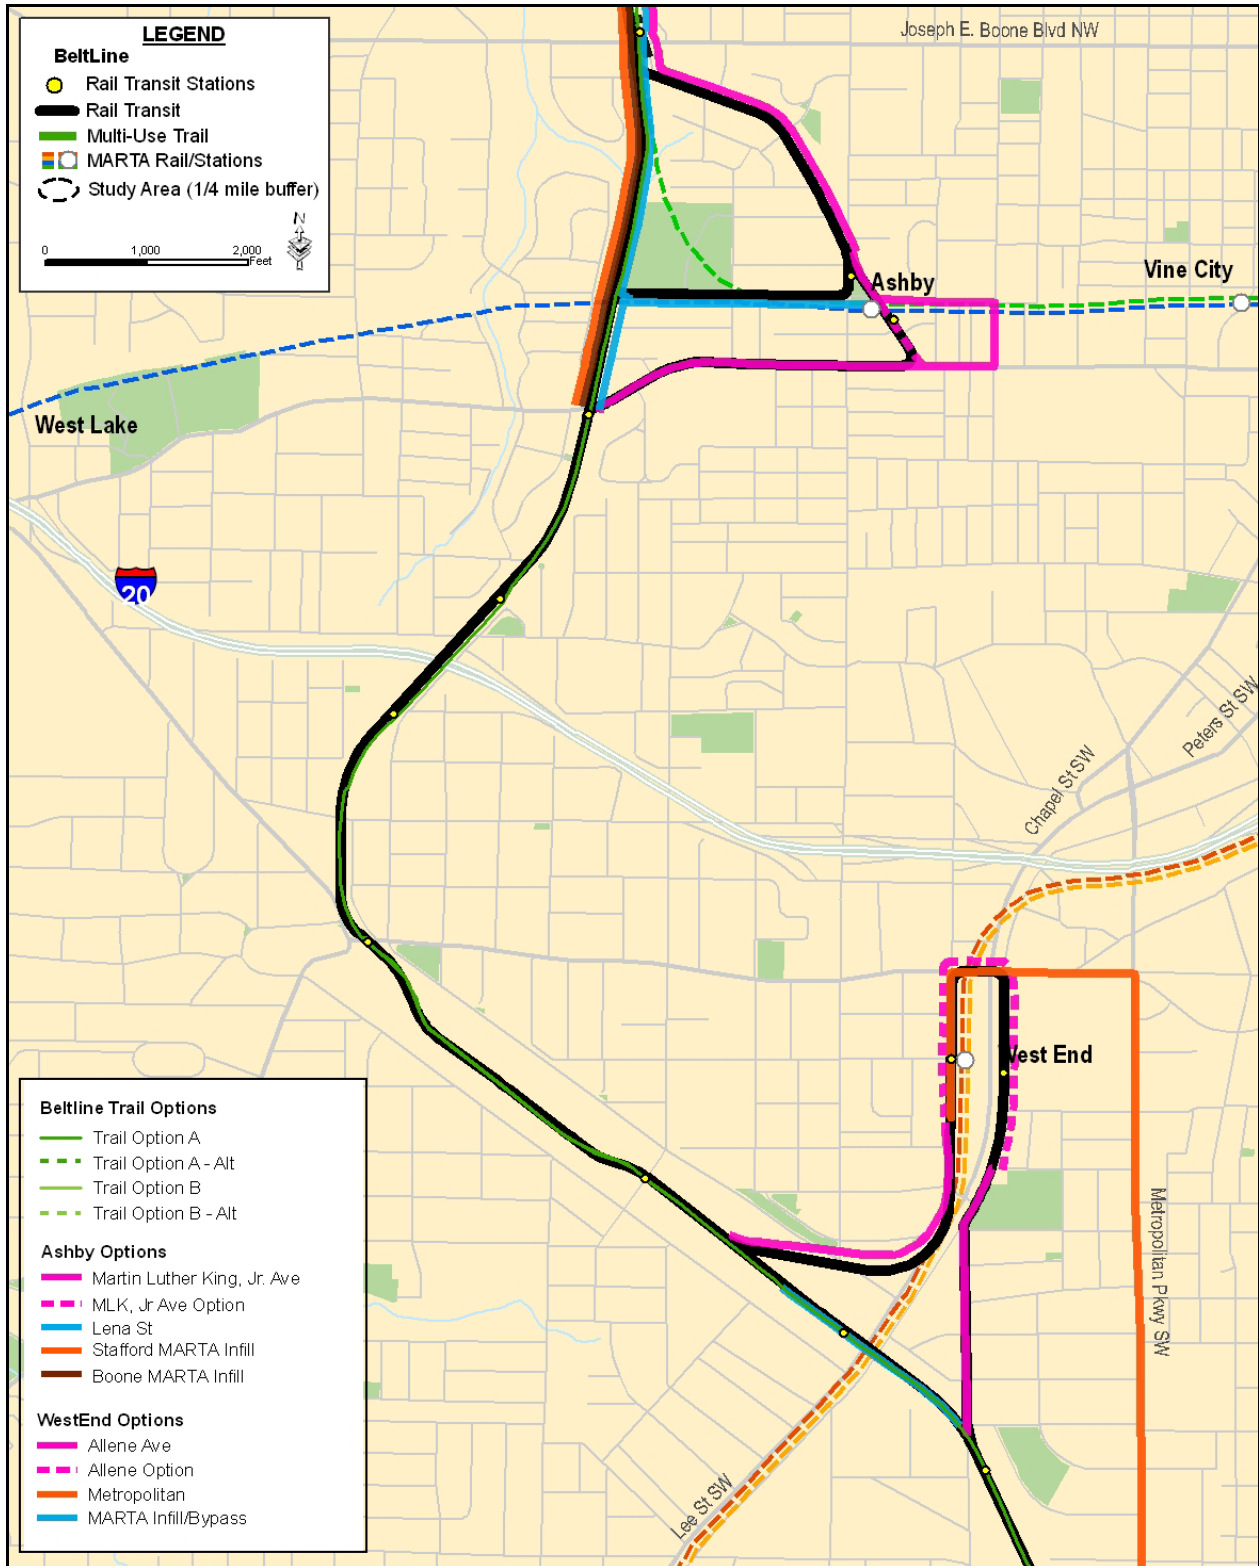 LEGEND
BeltLine
Rail Transit Stations
Rail Transit
Multi-Use Trail
MARTA Rail/Stations
Study Area (1/4 mile buffer)
N
0 1,000 2,000
Feet
Joseph E. Boone Blvd NW
Ashby
Vine City
West Lake
20
Peters St SW
Chapel St SW
West End
Metropolitan Pkwy SW
Lee St SW
Beltline Trail Options
Trail Option A
Trail Option A - Alt
Trail Option B
Trail Option B - Alt
Ashby Options
Martin Luther King, Jr. Ave
MLK, Jr Ave Option
Lena St
Stafford MARTA Infill
Boone MARTA Infill
WestEnd Options
Allene Ave
Allene Option
Metropolitan
MARTA Infill/Bypass